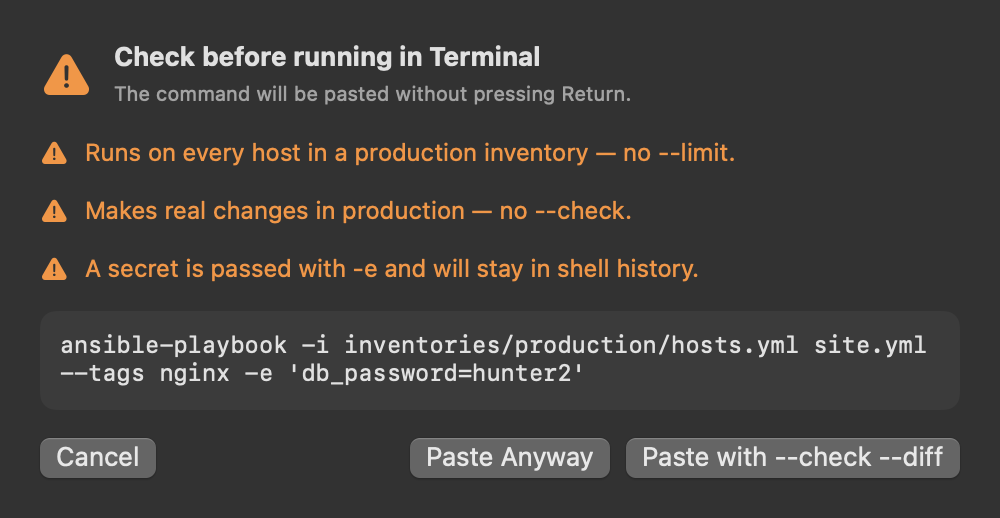 Check before running in Terminal
The command will be pasted without pressing Return.
Runs on every host in a production inventory — no --limit.
Makes real changes in production — no --check.
A secret is passed with -e and will stay in shell history.
ansible-playbook -i inventories/production/hosts.yml site.yml
--tags nginx -e 'db_password=hunter2'
Cancel
Paste Anyway
Paste with --check --diff